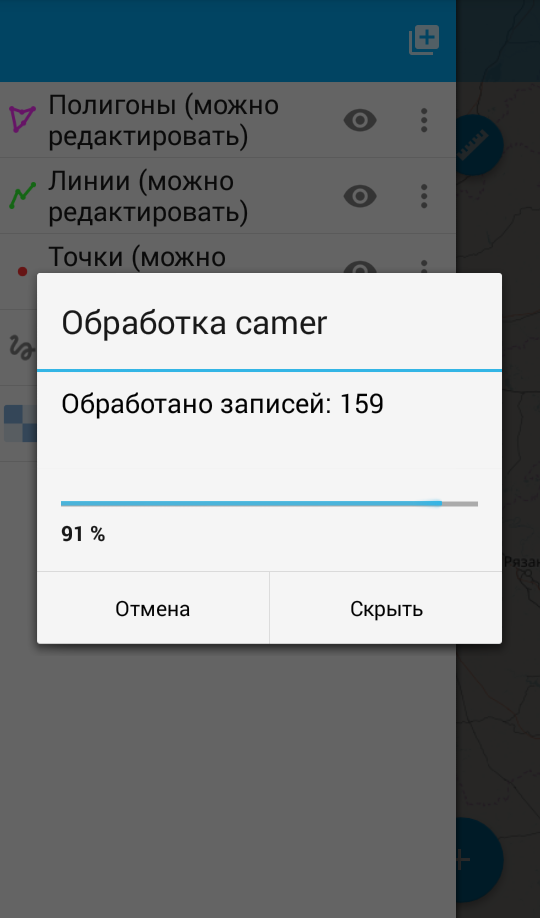 Полигоны (можно
редактировать)
Линии (можно
редактировать)
Точки (можно
Обработка camer
Обработано записей: 159
91 %
Отмена
Скрыть